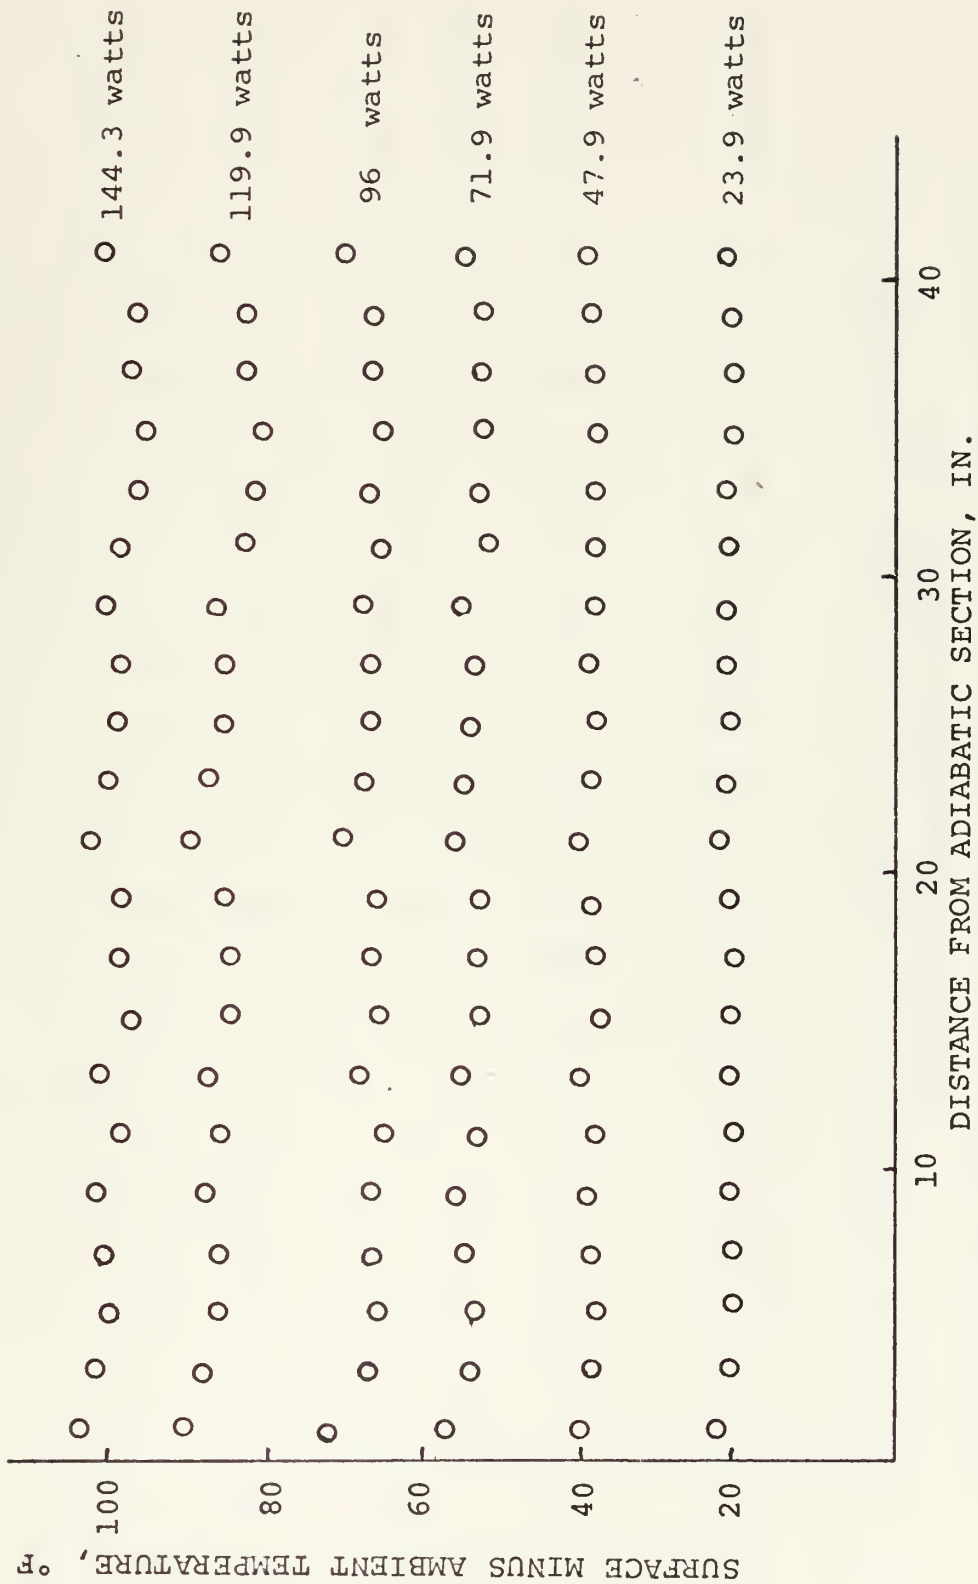 SURFACE MINUS AMBIENT TEMPERATURE, °F
100
80
60
40
20
144.3 watts
119.9 watts
96 watts
71.9 watts
47.9 watts
23.9 watts
10
20
30
40
DISTANCE FROM ADIABATIC SECTION, IN.